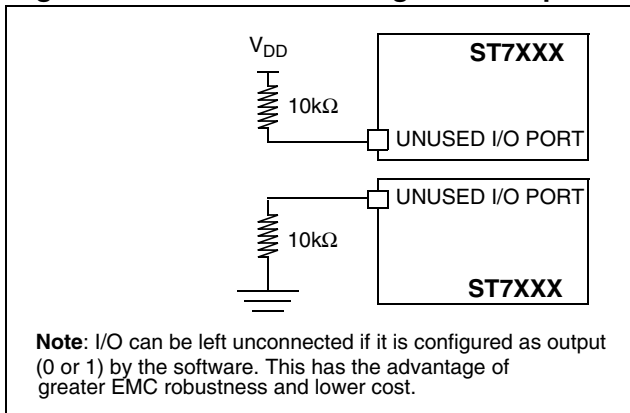 VDD
ST7XXX
10kΩ
UNUSED I/O PORT
UNUSED I/O PORT
10kΩ
ST7XXX
Note: I/O can be left unconnected if it is configured as output
(0 or 1) by the software. This has the advantage of
greater EMC robustness and lower cost.